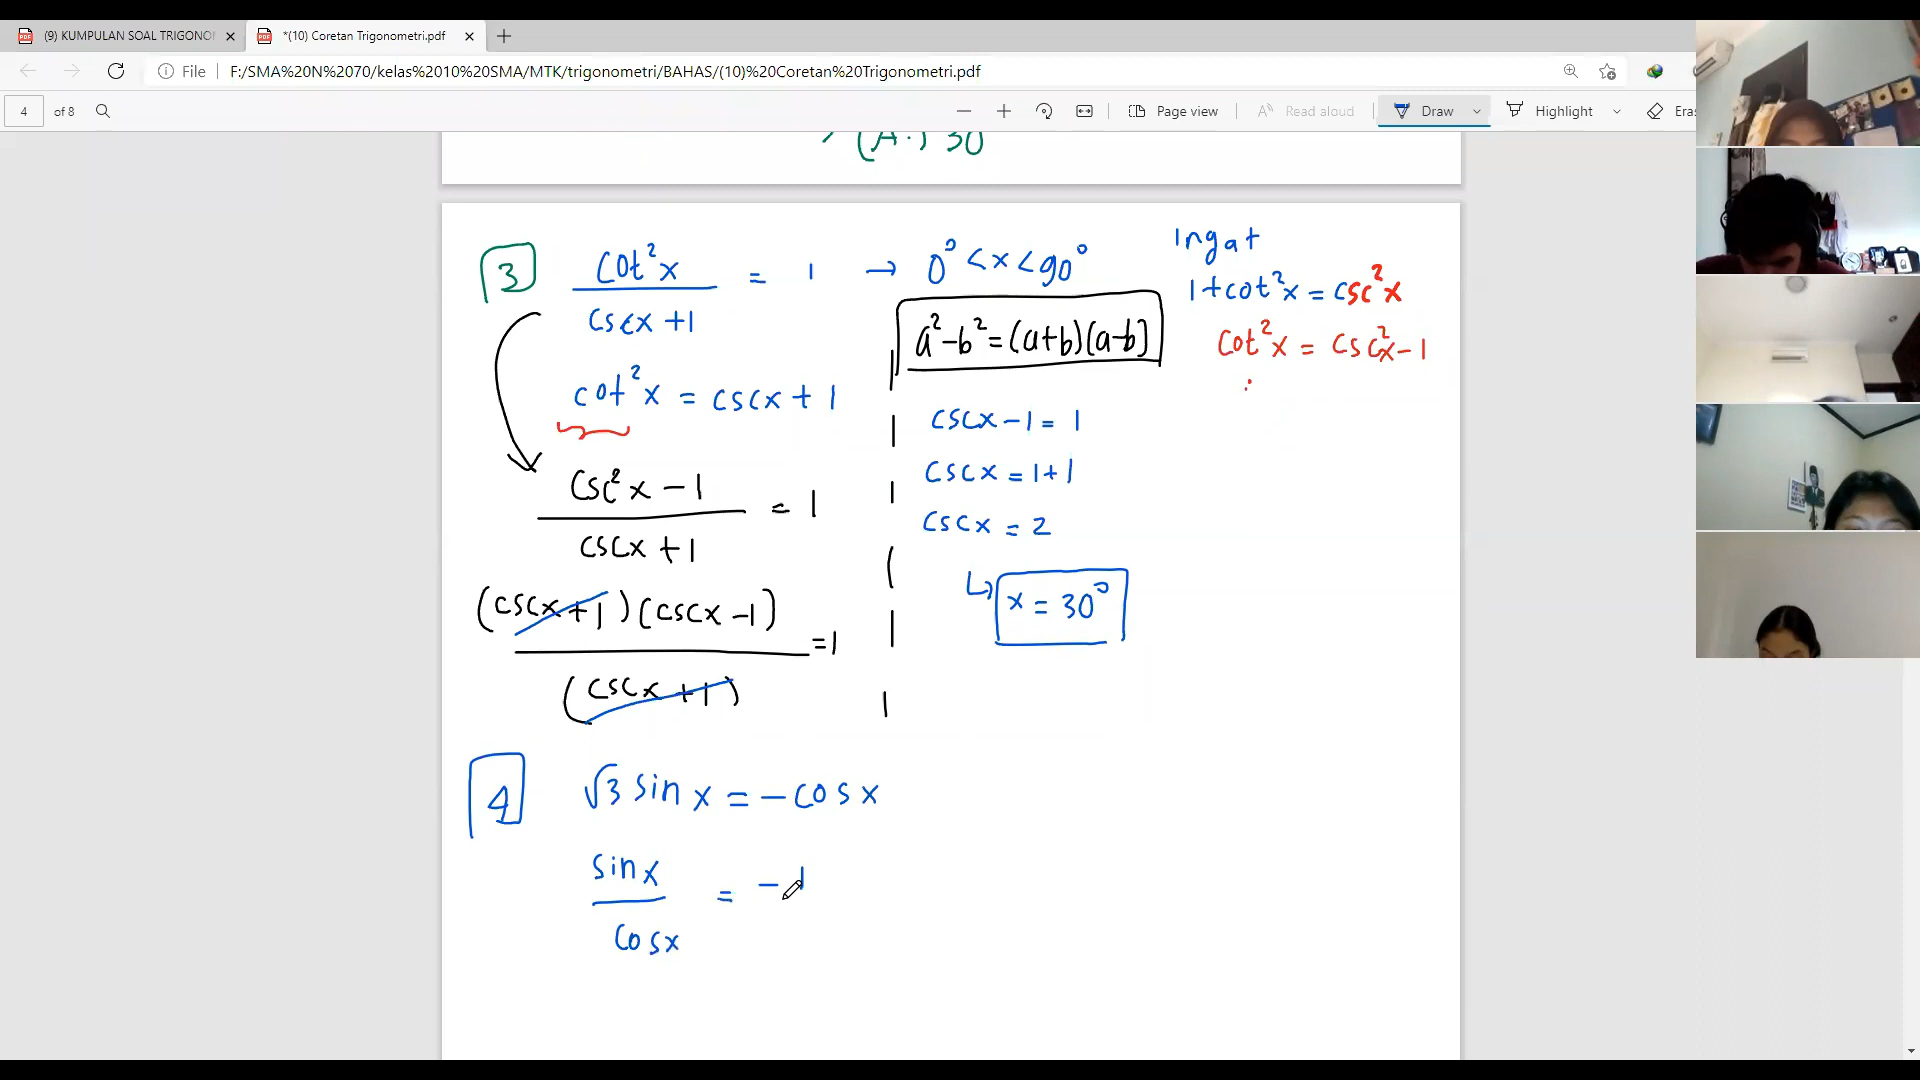 (9) KUMPULAN SOAL TRIGONO
*(10) Coretan Trigonometri.pdf
File
F:/SMA%20N%2070/kelas%2010%20SMA/MTK/trigonometri/BAHAS/(10)%20Coretan%20Trigonometri.pdf
4 of 8
Page view
Read aloud
Draw
Highlight
Eras
(A.) 30
3
cot²x / cscx + 1 = 1 → 0° < x < 90°
cot²x = cscx + 1
csc²x - 1 / cscx + 1 = 1
(cscx + 1)(cscx - 1) / (cscx + 1) = 1
a² - b² = (a+b)(a-b)
cscx - 1 = 1
cscx = 1 + 1
cscx = 2
↳ x = 30°
Ingat
1 + cot²x = csc²x
cot²x = csc²x - 1
4
√3 sin x = - cos x
sin x / cos x = - 1